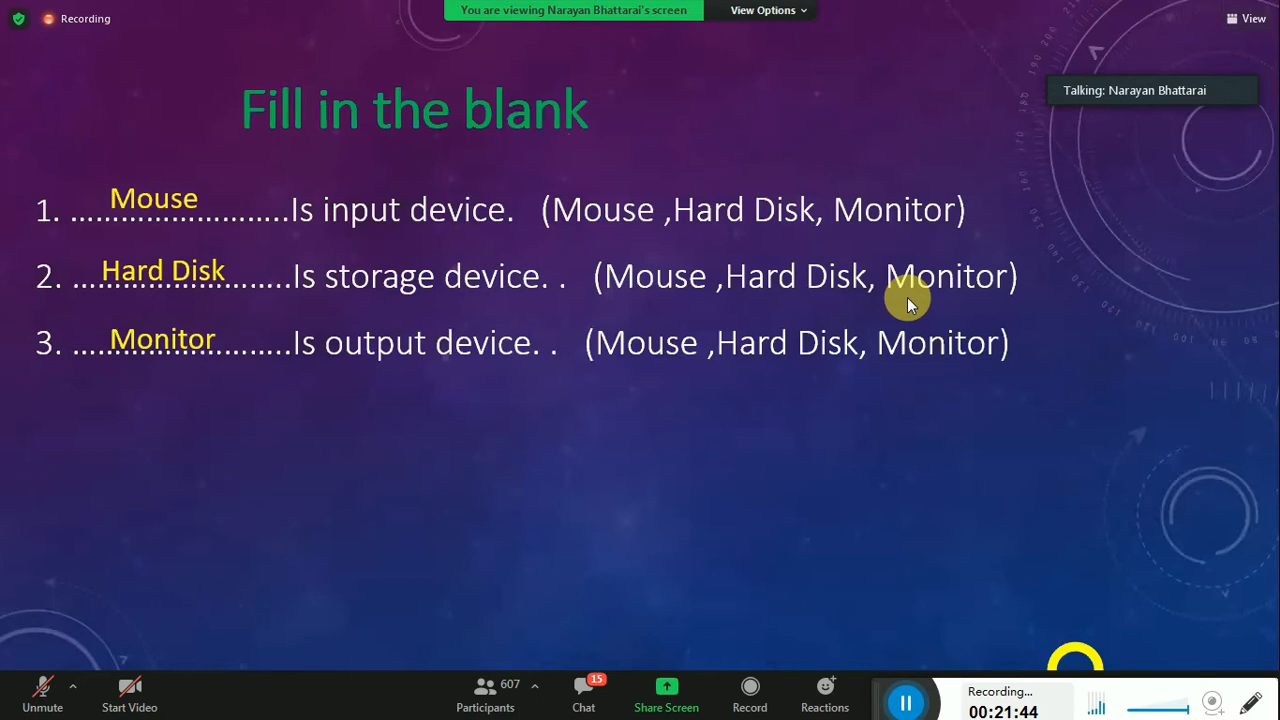 Recording
You are viewing Narayan Bhattarai's screen
View Options
View
Talking: Narayan Bhattarai
Fill in the blank
1. ……………………..Is input device. (Mouse ,Hard Disk, Monitor)
Mouse
2. ……………………..Is storage device. . (Mouse ,Hard Disk, Monitor)
Hard Disk
3. ……………………..Is output device. . (Mouse ,Hard Disk, Monitor)
Monitor
Unmute
Start Video
607
Participants
15
Chat
Share Screen
Record
Reactions
Recording...
00:21:44